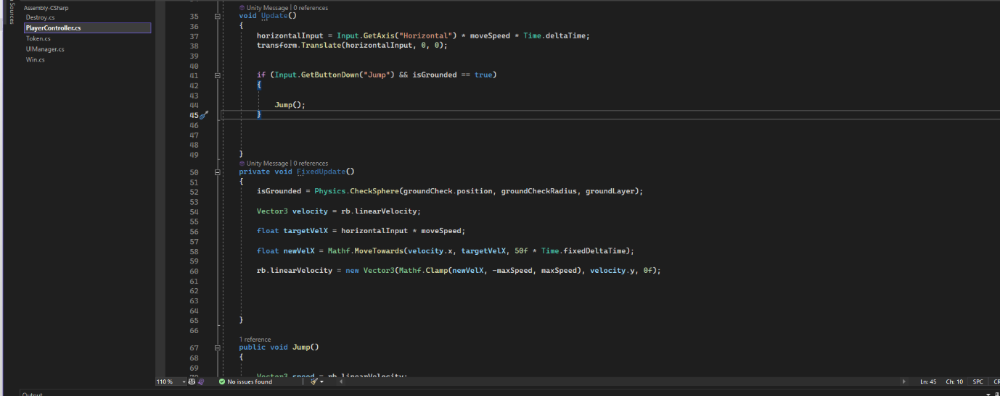 Sources
Assembly-CSharp
Destroy.cs
PlayerController.cs
Token.cs
UIManager.cs
Win.cs
Unity Message | 0 references
35 void Update()
36 {
37 horizontalInput = Input.GetAxis("Horizontal") * moveSpeed * Time.deltaTime;
38 transform.Translate(horizontalInput, 0, 0);
39
40
41 if (Input.GetButtonDown("Jump") && isGrounded == true)
42 {
43
44 Jump();
45 }
46
47
48
49 }
Unity Message | 0 references
50 private void FixedUpdate()
51 {
52 isGrounded = Physics.CheckSphere(groundCheck.position, groundCheckRadius, groundLayer);
53
54 Vector3 velocity = rb.linearVelocity;
55
56 float targetVelX = horizontalInput * moveSpeed;
57
58 float newVelX = Mathf.MoveTowards(velocity.x, targetVelX, 50f * Time.fixedDeltaTime);
59
60 rb.linearVelocity = new Vector3(Mathf.Clamp(newVelX, -maxSpeed, maxSpeed), velocity.y, 0f);
61
62
63
64
65 }
66
1 reference
67 public void Jump()
68 {
69
Vector3 speed = rb.linearVelocity;
110 % No issues found Ln: 45 Ch: 10 SPC
Output